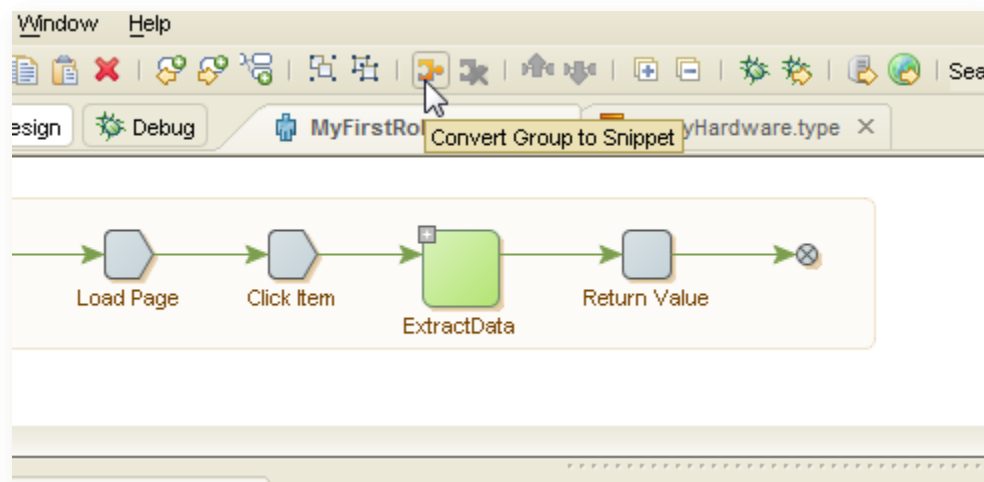 Window Help
Sea
esign Debug MyFirstRo yHardware.type
Convert Group to Snippet
Load Page Click Item Return Value
ExtractData